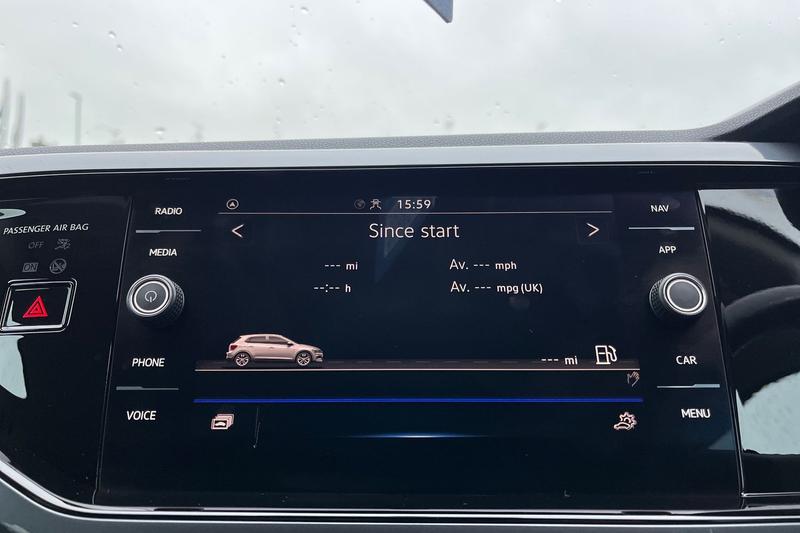 PASSENGER AIR BAG
OFF
ON
RADIO
MEDIA
PHONE
VOICE
15:59
Since start
--- mi
Av. --- mph
--:-- h
Av. --- mpg (UK)
--- mi
NAV
APP
CAR
MENU